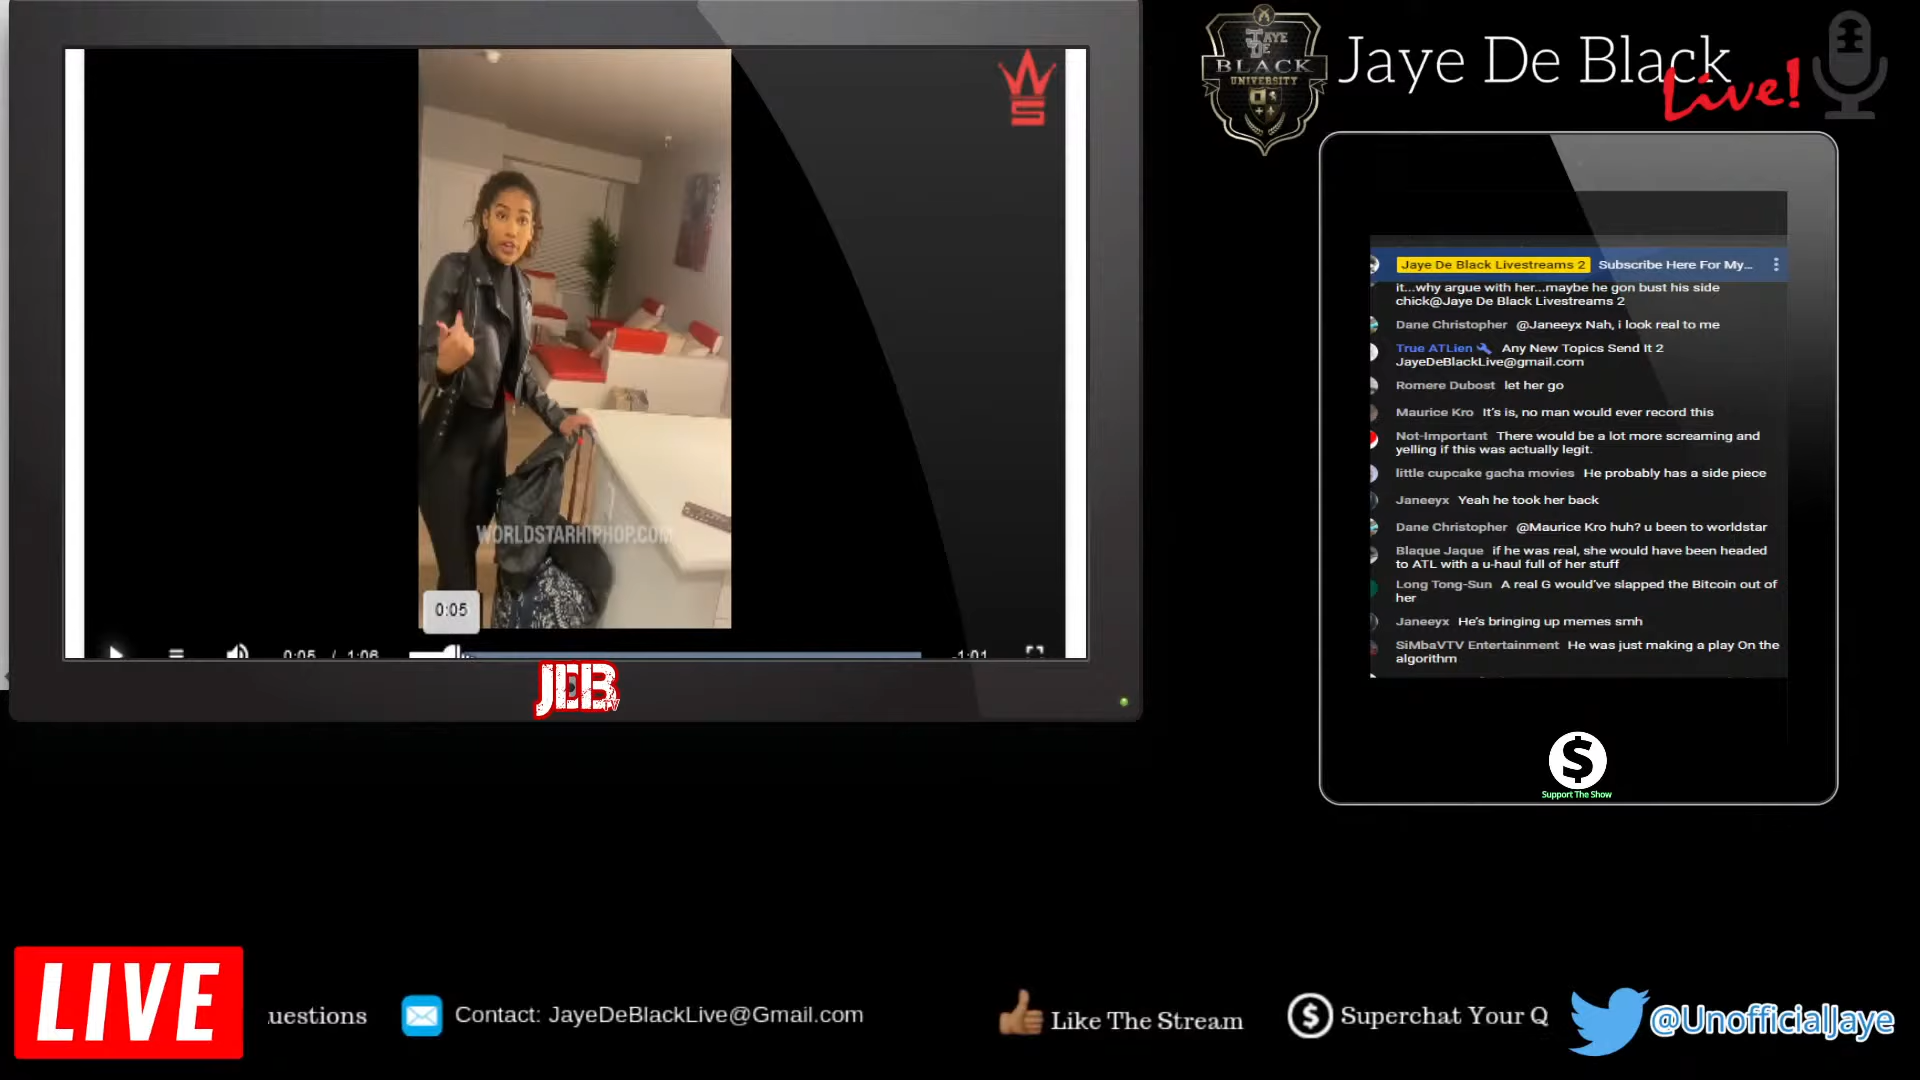 WORLDSTARHIPHOP.COM
0:05
0:05 / 1:06
-1:01
JDB
TV
JAYE
DE
BLACK
UNIVERSITY
Jaye De Black
Live!
Jaye De Black Livestreams 2 Subscribe Here For My...
it...why argue with her...maybe he gon bust his side
chick@Jaye De Black Livestreams 2
Dane Christopher @Janeeyx Nah, i look real to me
True ATLien Any New Topics Send It 2
JayeDeBlackLive@gmail.com
Romere Dubost let her go
Maurice Kro It's is, no man would ever record this
Not-Important There would be a lot more screaming and
yelling if this was actually legit.
little cupcake gacha movies He probably has a side piece
Janeeyx Yeah he took her back
Dane Christopher @Maurice Kro huh? u been to worldstar
Blaque Jaque if he was real, she would have been headed
to ATL with a u-haul full of her stuff
Long Tong-Sun A real G would've slapped the Bitcoin out of
her
Janeeyx He's bringing up memes smh
SiMbaVTV Entertainment He was just making a play On the
algorithm
$
Support The Show
LIVE
uestions
Contact: JayeDeBlackLive@Gmail.com
Like The Stream
$ Superchat Your Q
@UnofficialJaye